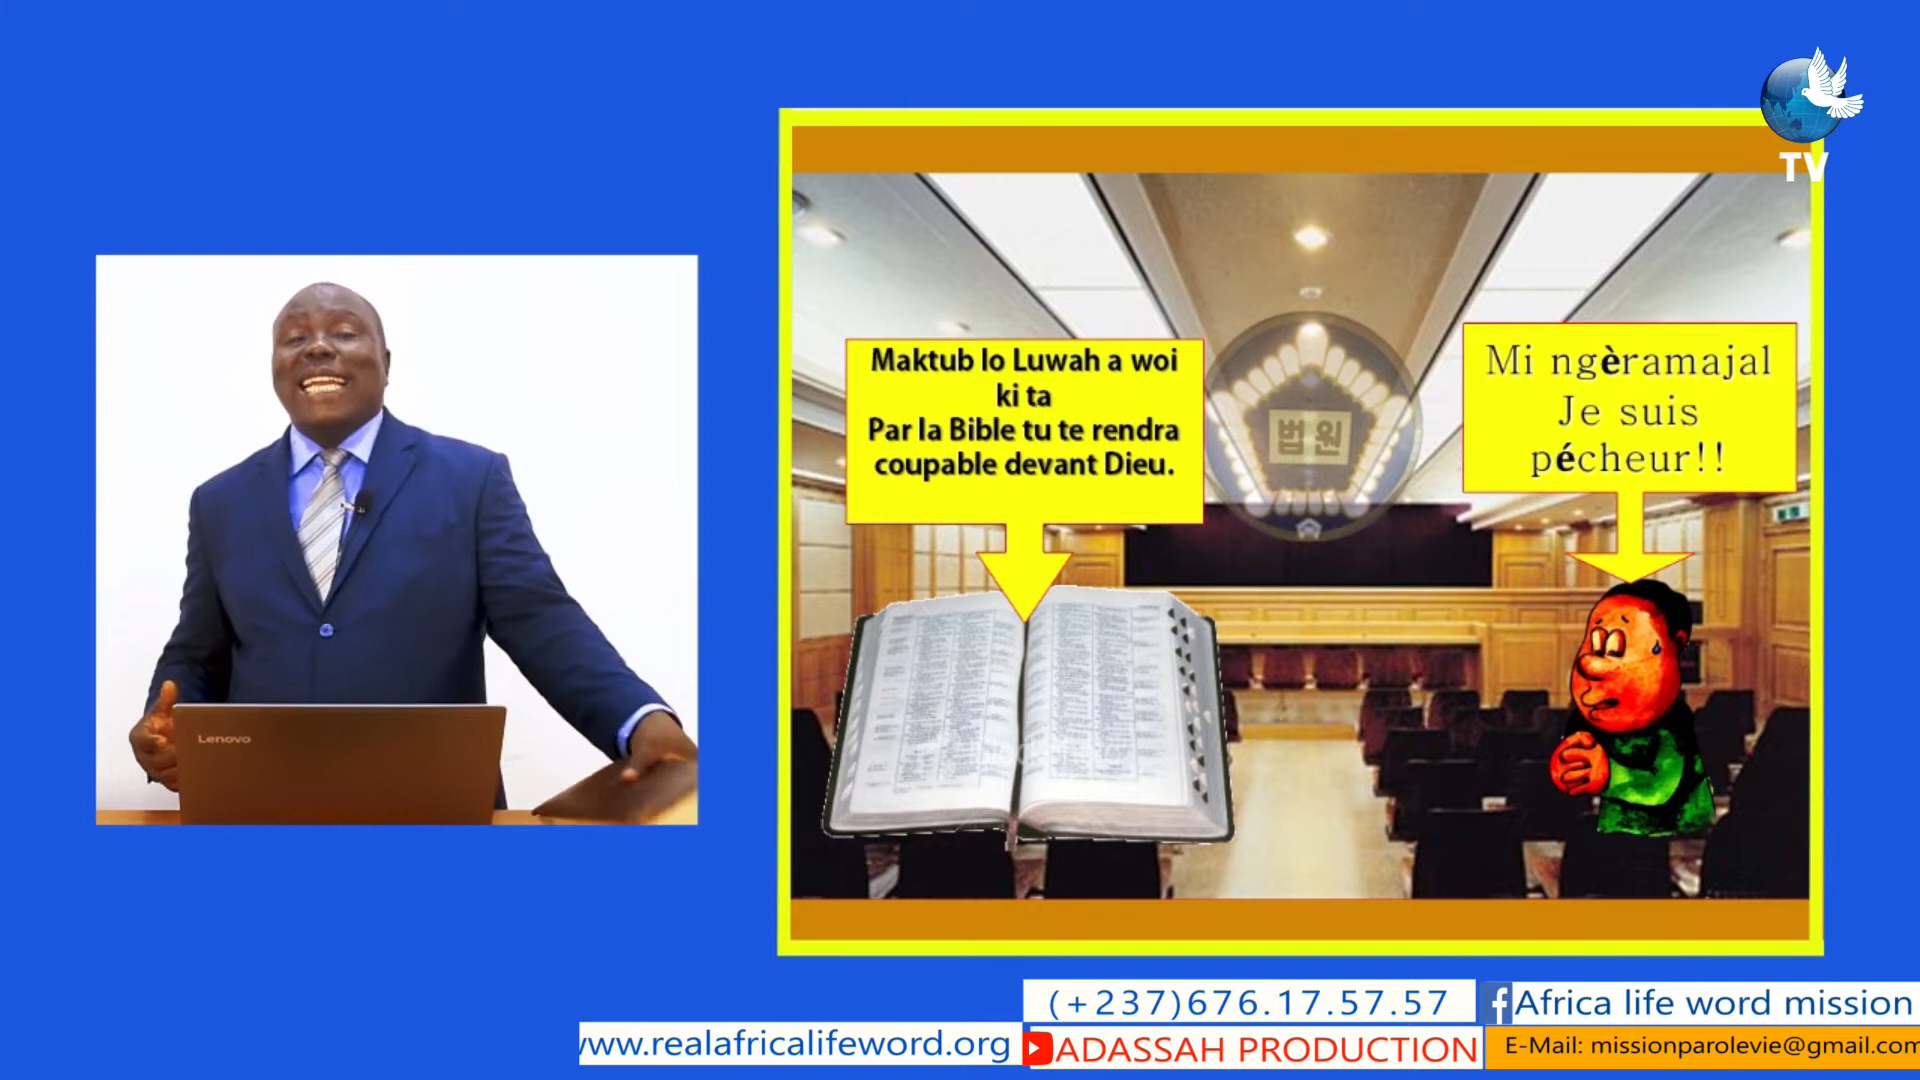 TV
Maktub lo Luwah a woi
ki ta
Par la Bible tu te rendra
coupable devant Dieu.
Mi ngèramajal
Je suis
pécheur!!
법원
Lenovo
(+237)676.17.57.57
Africa life word mission
www.realafricalifeword.org
ADASSAH PRODUCTION
E-Mail: missionparolevie@gmail.com